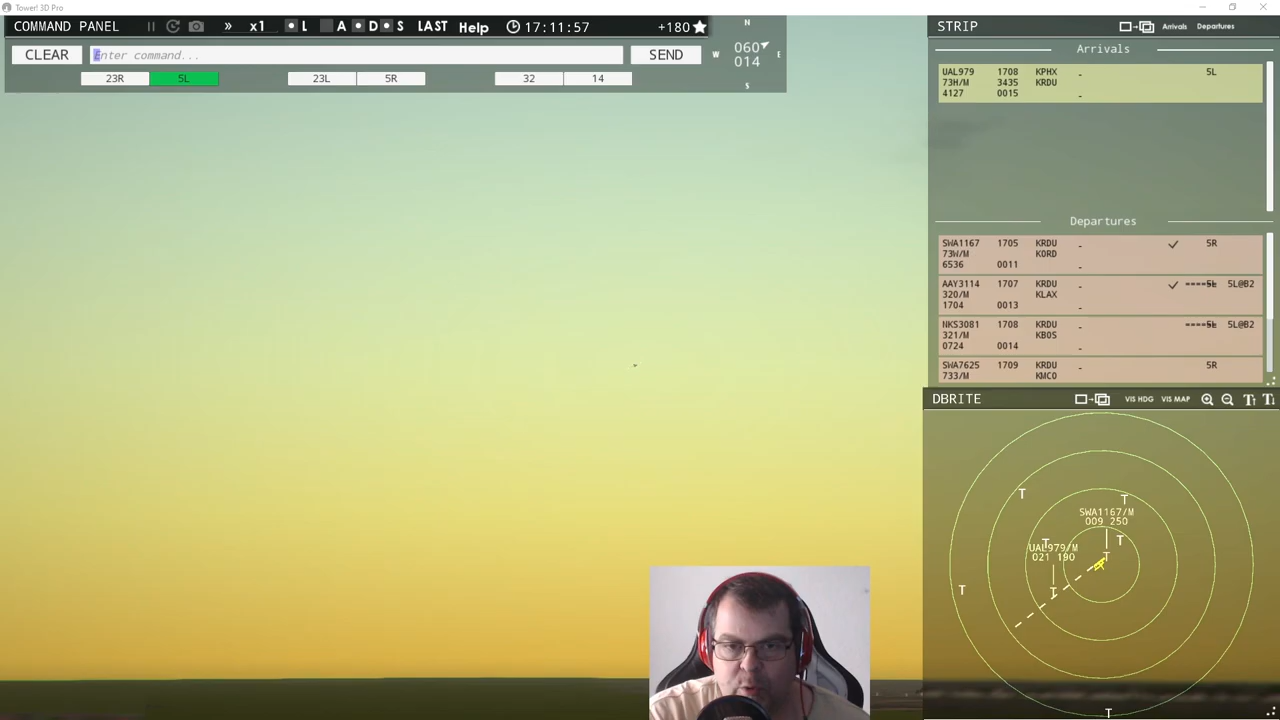 Tower! 3D Pro
COMMAND PANEL » x1 L A D S LAST Help 17:11:57 +180
CLEAR Enter command... SEND
23R 5L 23L 5R 32 14
N
W 060 E
014
S
STRIP Arrivals Departures
Arrivals
UAL979 1708 KPHX - 5L
73H/M 3435 KRDU
4127 0015 -
Departures
SWA1167 1705 KRDU - ✓ 5R
73W/M KORD
6536 0011 -
AAY3114 1707 KRDU - ✓ ====5L 5L@B2
320/M KLAX
1704 0013 -
NKS3081 1708 KRDU - ====5L 5L@B2
321/M KBOS
0724 0014 -
SWA7625 1709 KRDU - 5R
733/M KMCO
DBRITE VIS HDG VIS MAP T T
T
T
SWA1167/M
009 250
T
T
UAL979/M
021 190
T
T
T
T